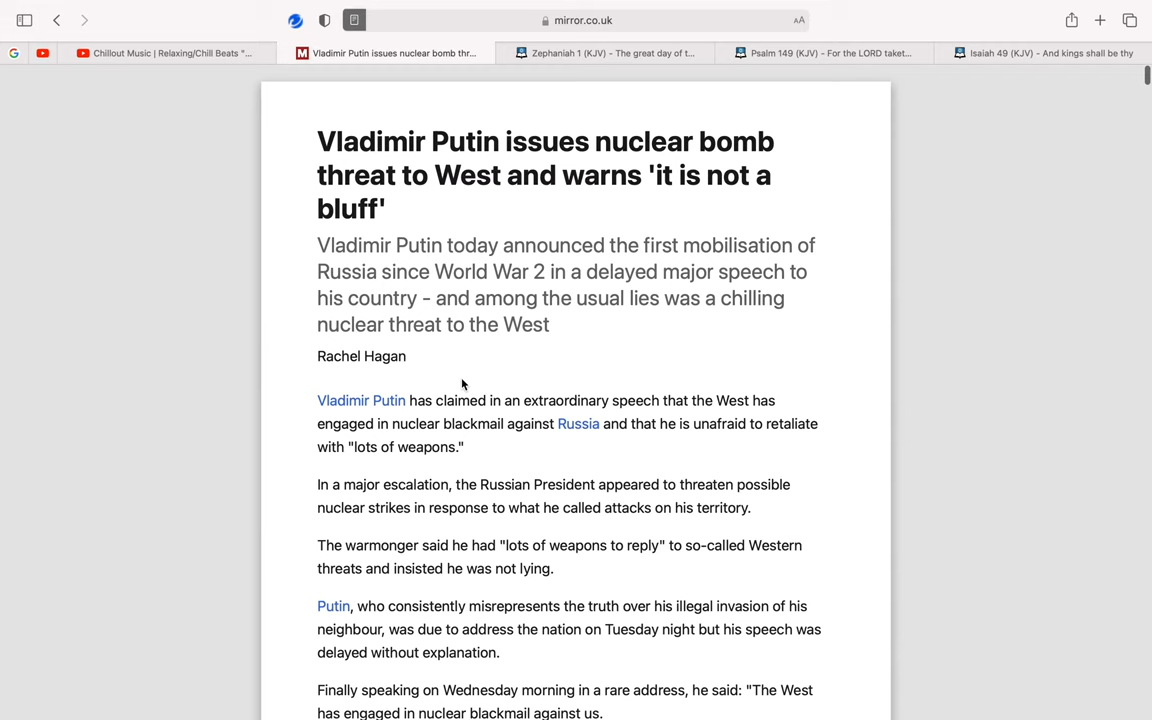 mirror.co.uk
AA
Chillout Music | Relaxing/Chill Beats "...
Vladimir Putin issues nuclear bomb thr...
Zephaniah 1 (KJV) - The great day of t...
Psalm 149 (KJV) - For the LORD taket...
Isaiah 49 (KJV) - And kings shall be thy
Vladimir Putin issues nuclear bomb
threat to West and warns 'it is not a
bluff'
Vladimir Putin today announced the first mobilisation of
Russia since World War 2 in a delayed major speech to
his country - and among the usual lies was a chilling
nuclear threat to the West
Rachel Hagan
Vladimir Putin has claimed in an extraordinary speech that the West has
engaged in nuclear blackmail against Russia and that he is unafraid to retaliate
with "lots of weapons."
In a major escalation, the Russian President appeared to threaten possible
nuclear strikes in response to what he called attacks on his territory.
The warmonger said he had "lots of weapons to reply" to so-called Western
threats and insisted he was not lying.
Putin, who consistently misrepresents the truth over his illegal invasion of his
neighbour, was due to address the nation on Tuesday night but his speech was
delayed without explanation.
Finally speaking on Wednesday morning in a rare address, he said: "The West
has engaged in nuclear blackmail against us.